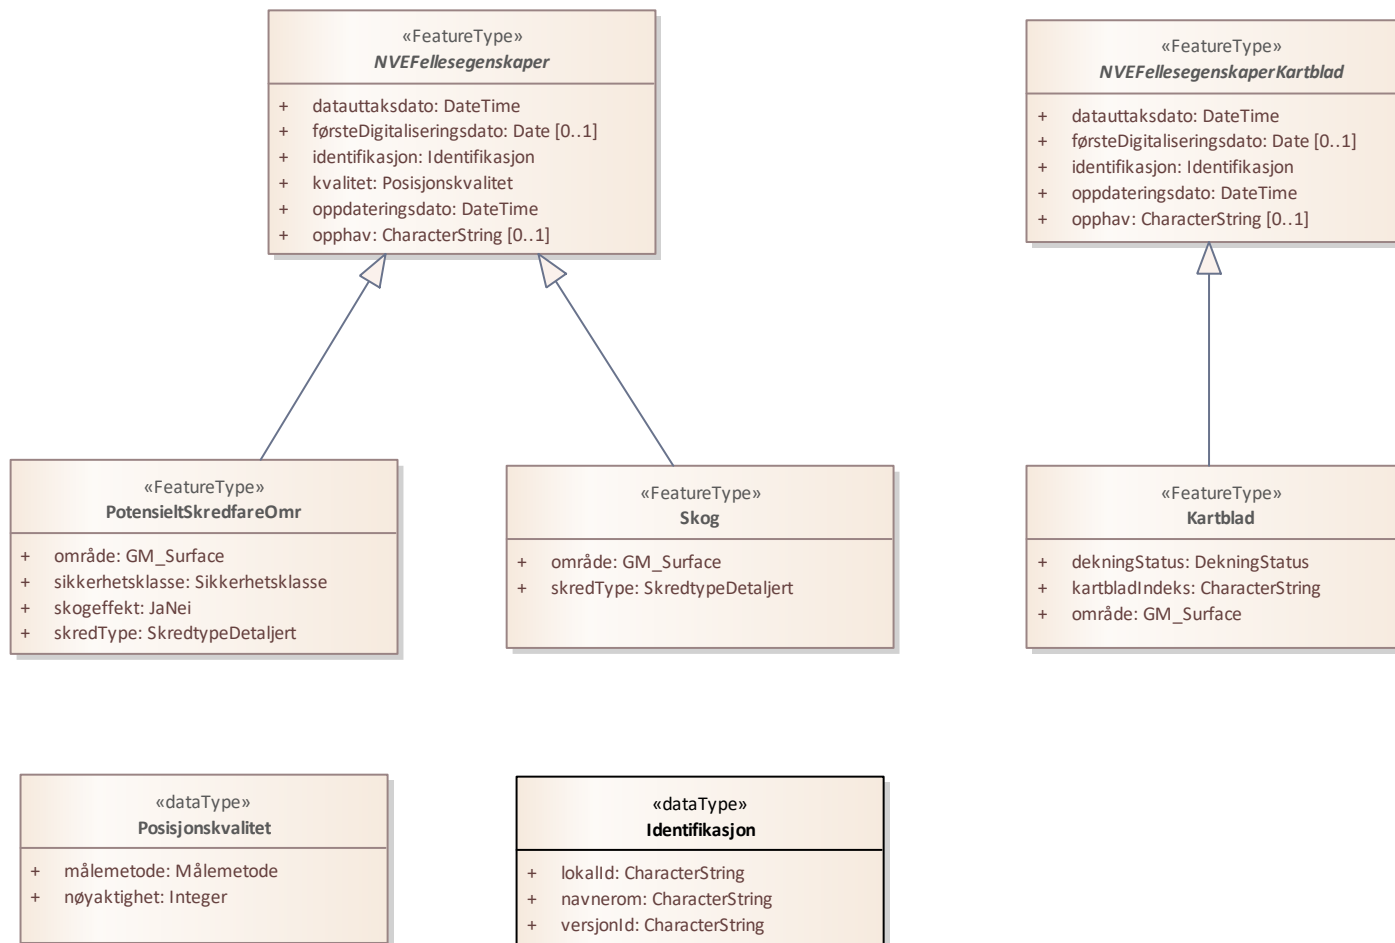 «FeatureType»
NVEFellesegenskaper
+ datauttaksdato: DateTime
+ førsteDigitaliseringsdato: Date [0..1]
+ identifikasjon: Identifikasjon
+ kvalitet: Posisjonskvalitet
+ oppdateringsdato: DateTime
+ opphav: CharacterString [0..1]
«FeatureType»
NVEFellesegenskaperKartblad
+ datauttaksdato: DateTime
+ førsteDigitaliseringsdato: Date [0..1]
+ identifikasjon: Identifikasjon
+ oppdateringsdato: DateTime
+ opphav: CharacterString [0..1]
«FeatureType»
PotensieltSkredfareOmr
+ område: GM_Surface
+ sikkerhetsklasse: Sikkerhetsklasse
+ skogeffekt: JaNei
+ skredType: SkredtypeDetaljert
«FeatureType»
Skog
+ område: GM_Surface
+ skredType: SkredtypeDetaljert
«FeatureType»
Kartblad
+ dekningStatus: DekningStatus
+ kartbladIndeks: CharacterString
+ område: GM_Surface
«dataType»
Posisjonskvalitet
+ målemetode: Målemetode
+ nøyaktighet: Integer
«dataType»
Identifikasjon
+ lokalId: CharacterString
+ navnerom: CharacterString
+ versjonId: CharacterString